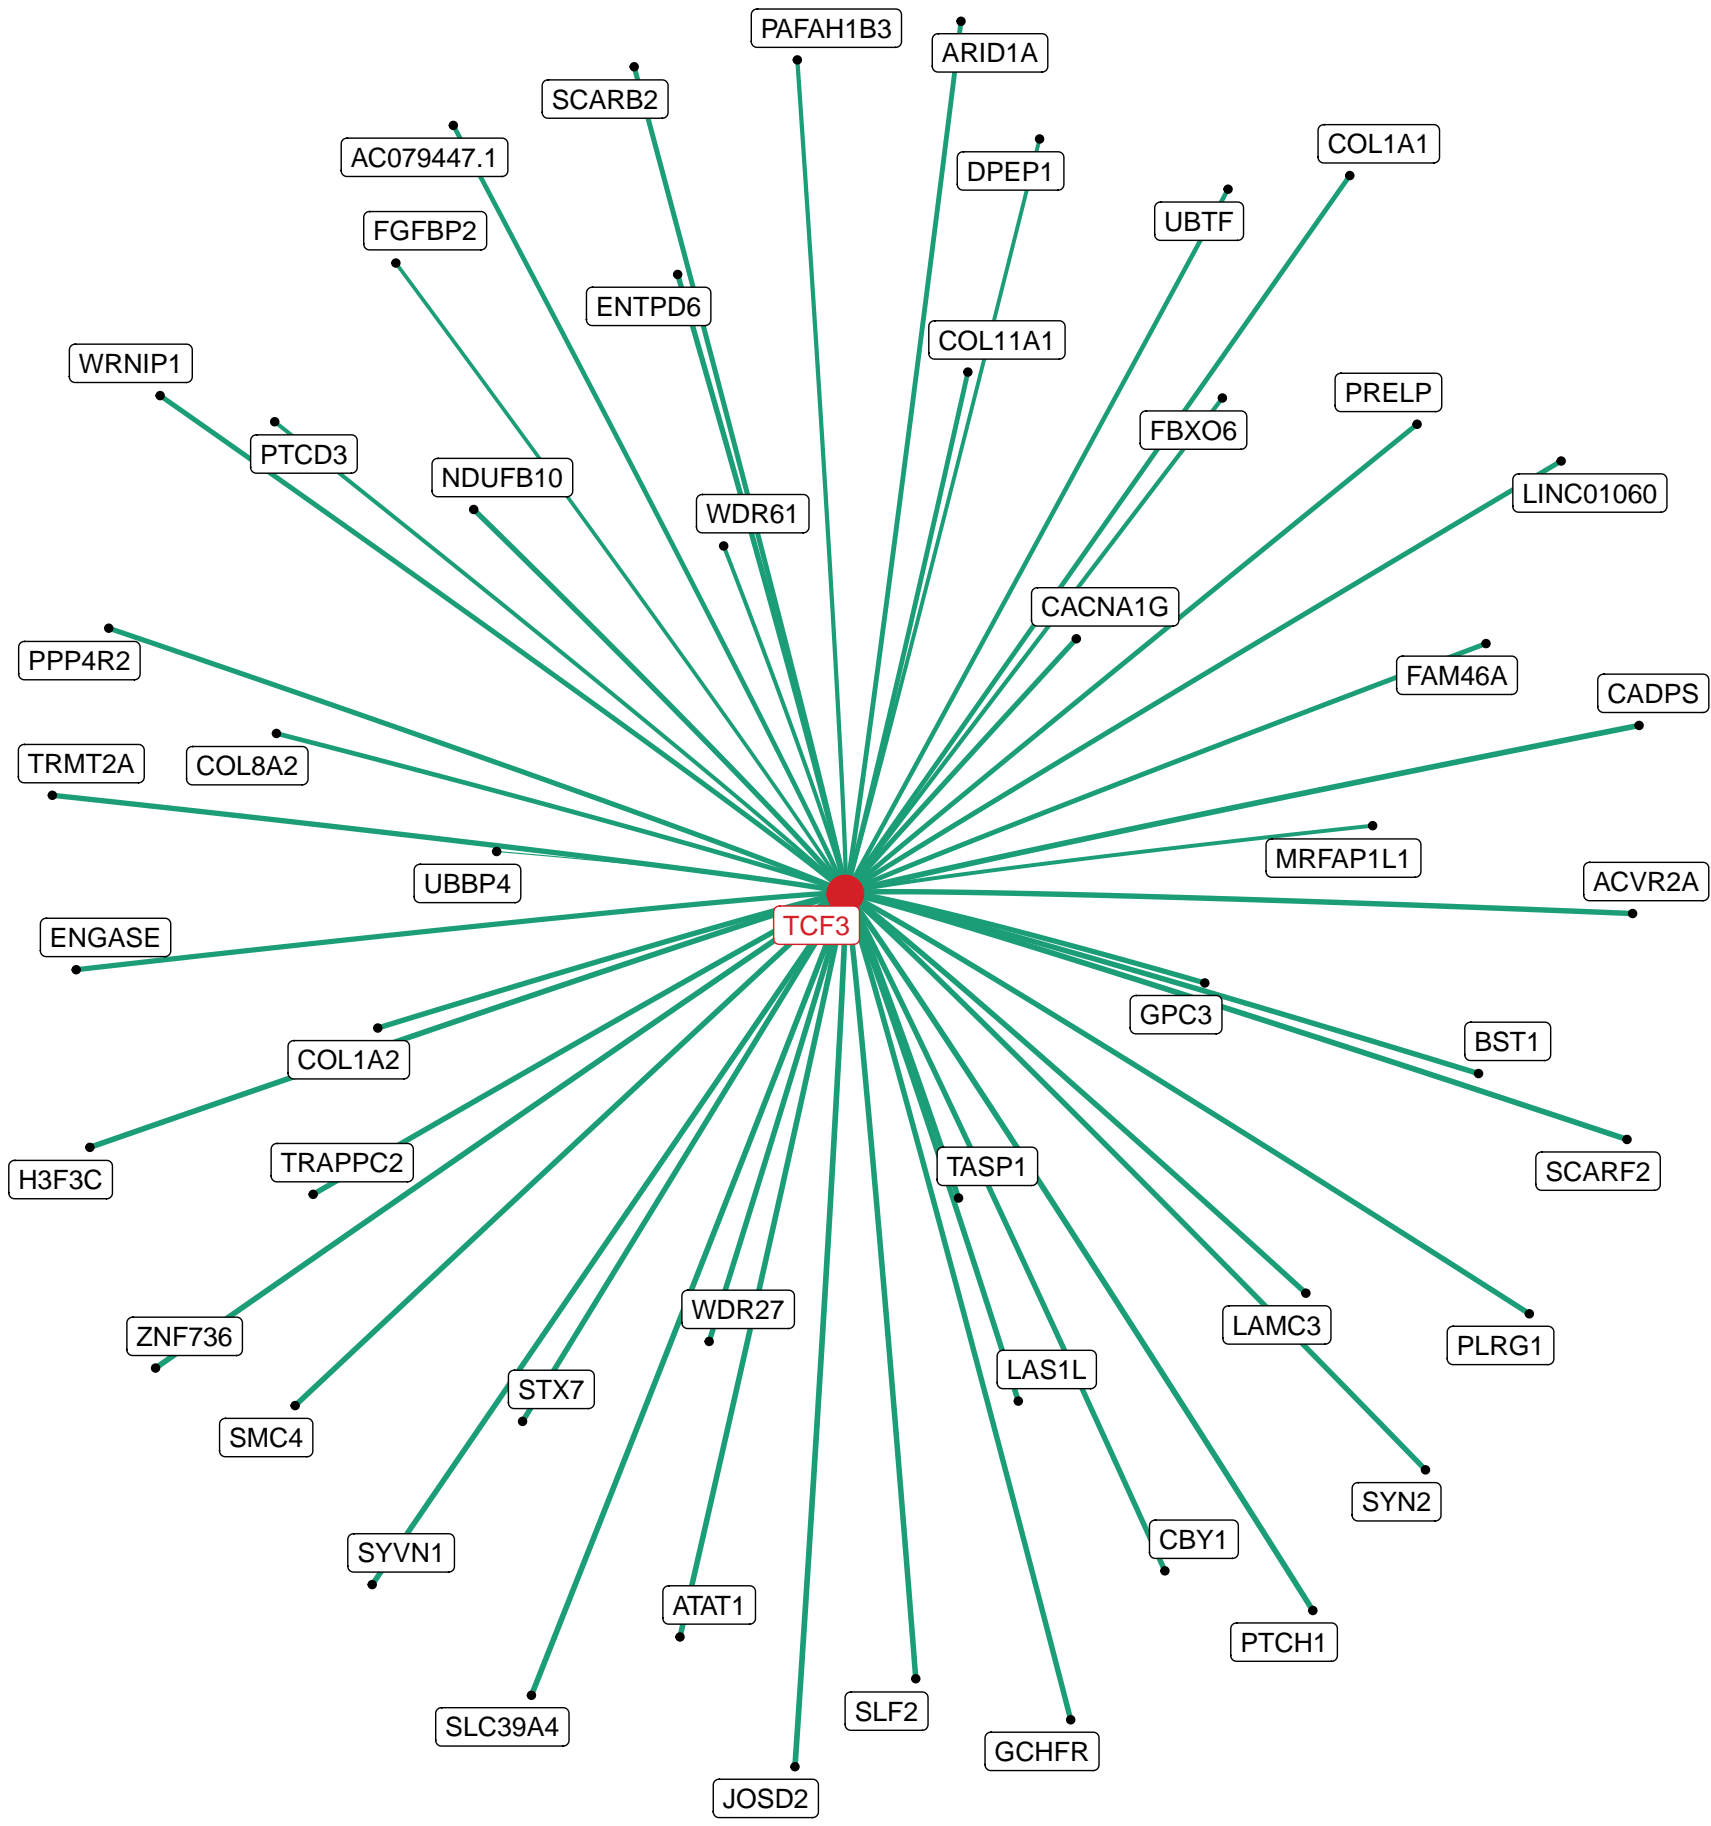 PAFAH1B3
ARID1A
SCARB2
COL1A1
AC079447.1
DPEP1
UBTF
FGFBP2
ENTPD6
COL11A1
WRNIP1
PRELP
FBXO6
PTCD3
NDUFB10
LINC01060
WDR61
CACNA1G
PPP4R2
FAM46A
CADPS
TRMT2A
COL8A2
MRFAP1L1
UBBP4
ACVR2A
TCF3
ENGASE
GPC3
BST1
COL1A2
TRAPPC2
TASP1
SCARF2
H3F3C
WDR27
LAMC3
ZNF736
PLRG1
LAS1L
STX7
SMC4
SYN2
CBY1
SYVN1
ATAT1
PTCH1
SLF2
SLC39A4
GCHFR
JOSD2